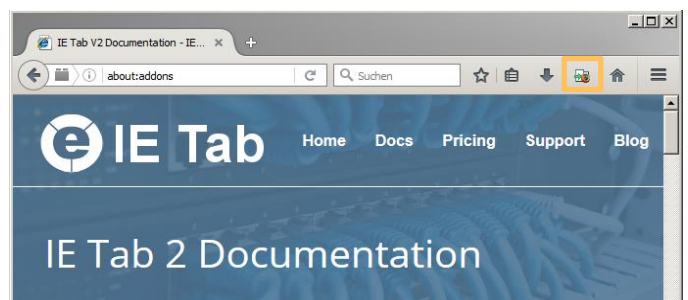 IE Tab V2 Documentation - IE...
about:addons
Suchen
IE Tab
Home Docs Pricing Support Blog
IE Tab 2 Documentation